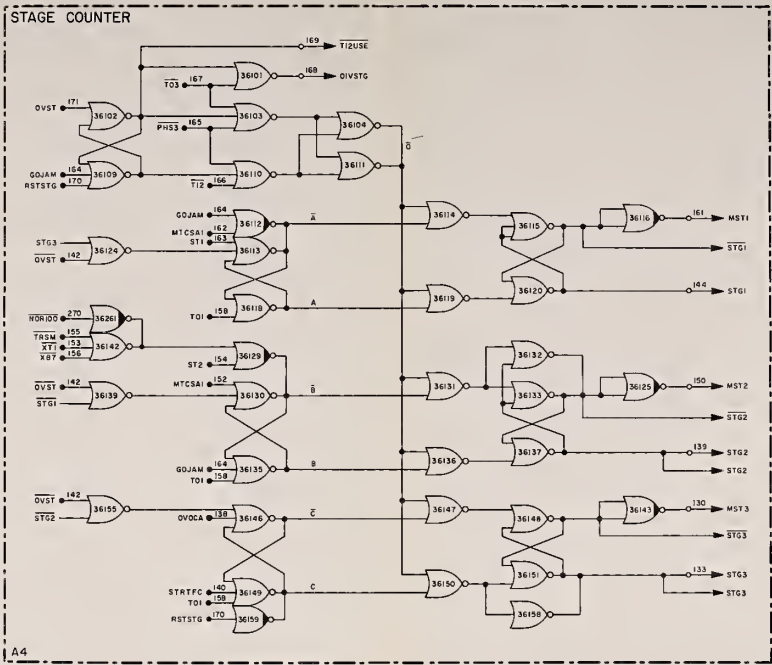 STAGE COUNTER
169 T12USE
167 36101 168 OIVSTG
T03
OVST 171 36102 36103 36104
PHS3 165
D
GOJAM 164 36109 36110 36111
RSTSTG 170
T12 166
GOJAM 164 36112 A 36114 36115 36116 161 MST1
MTCSAI 162
ST1 163
STG3 36124 36113
OVST 142
STG1
T01 158 36118 A 36119 36120 144 STG1
NOR100 270 36261
TRSM 155
XT1 153 36142
XB7 156
ST2 154 36129 36132
MTCSAI 152
OVST 142 36139 36130 B 36131 36133 36125 150 MST2
STG1
STG2
GOJAM 164 36135 B 36136 36137 139 STG2
T01 158
STG2
OVST 142 36155
STG2
OVOCA 138 36146 C 36147 36148 36143 130 MST3
STG3
STRTFC 140 36149 C 36150 36151 133 STG3
T01 158
STG3
RSTSTG 170 36159 36158
A4